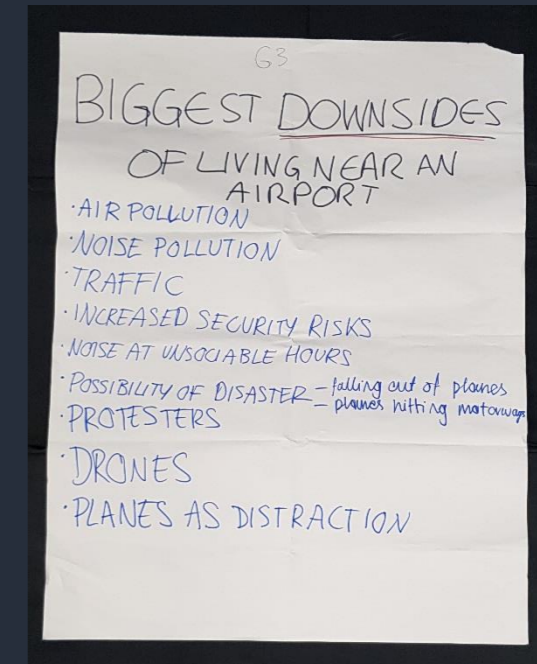 G3
BIGGEST DOWNSIDES
OF LIVING NEAR AN
AIRPORT
·AIR POLLUTION
·NOISE POLLUTION
·TRAFFIC
·INCREASED SECURITY RISKS
·NOISE AT UNSOCIABLE HOURS
·POSSIBILITY OF DISASTER – falling out of planes
– planes hitting motorways
·PROTESTERS
·DRONES
·PLANES AS DISTRACTION